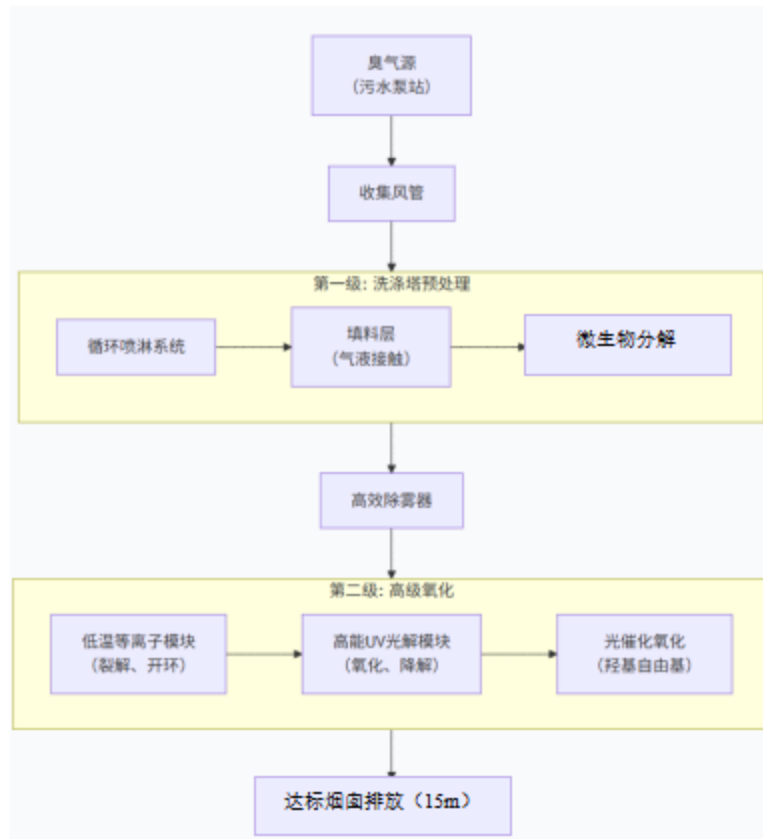 臭气源
（污水泵站）
收集风管
第一级: 洗涤塔预处理
循环喷淋系统
填料层
（气液接触）
微生物分解
高效除雾器
第二级: 高级氧化
低温等离子模块
（裂解、开环）
高能UV光解模块
（氧化、降解）
光催化氧化
（羟基自由基）
达标烟囱排放（15m）